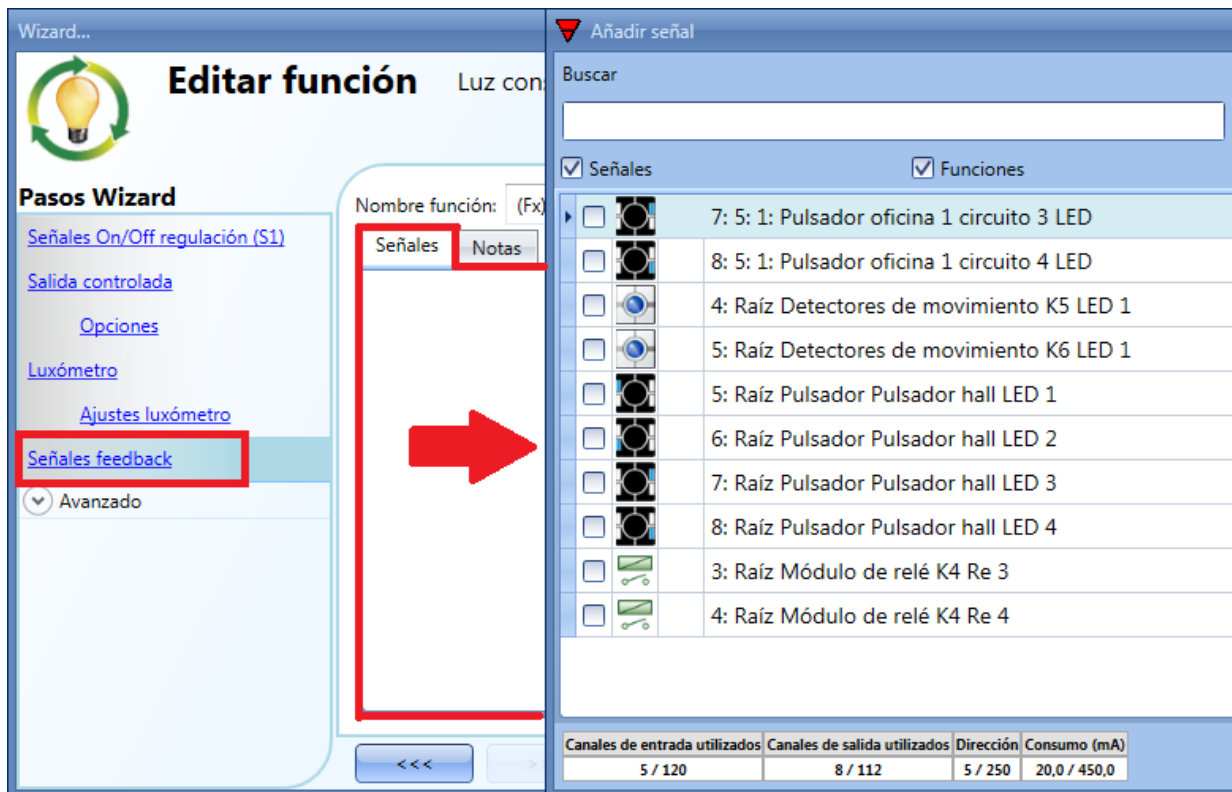 Wizard...
Editar función
Luz con
Pasos Wizard
Señales On/Off regulación (S1)
Salida controlada
Opciones
Luxómetro
Ajustes luxómetro
Señales feedback
Avanzado
Nombre función: (Fx)
Señales Notas
<<<
Añadir señal
Buscar
Señales Funciones
7: 5: 1: Pulsador oficina 1 circuito 3 LED
8: 5: 1: Pulsador oficina 1 circuito 4 LED
4: Raíz Detectores de movimiento K5 LED 1
5: Raíz Detectores de movimiento K6 LED 1
5: Raíz Pulsador Pulsador hall LED 1
6: Raíz Pulsador Pulsador hall LED 2
7: Raíz Pulsador Pulsador hall LED 3
8: Raíz Pulsador Pulsador hall LED 4
3: Raíz Módulo de relé K4 Re 3
4: Raíz Módulo de relé K4 Re 4
Canales de entrada utilizados Canales de salida utilizados Dirección Consumo (mA)
5 / 120 8 / 112 5 / 250 20,0 / 450,0